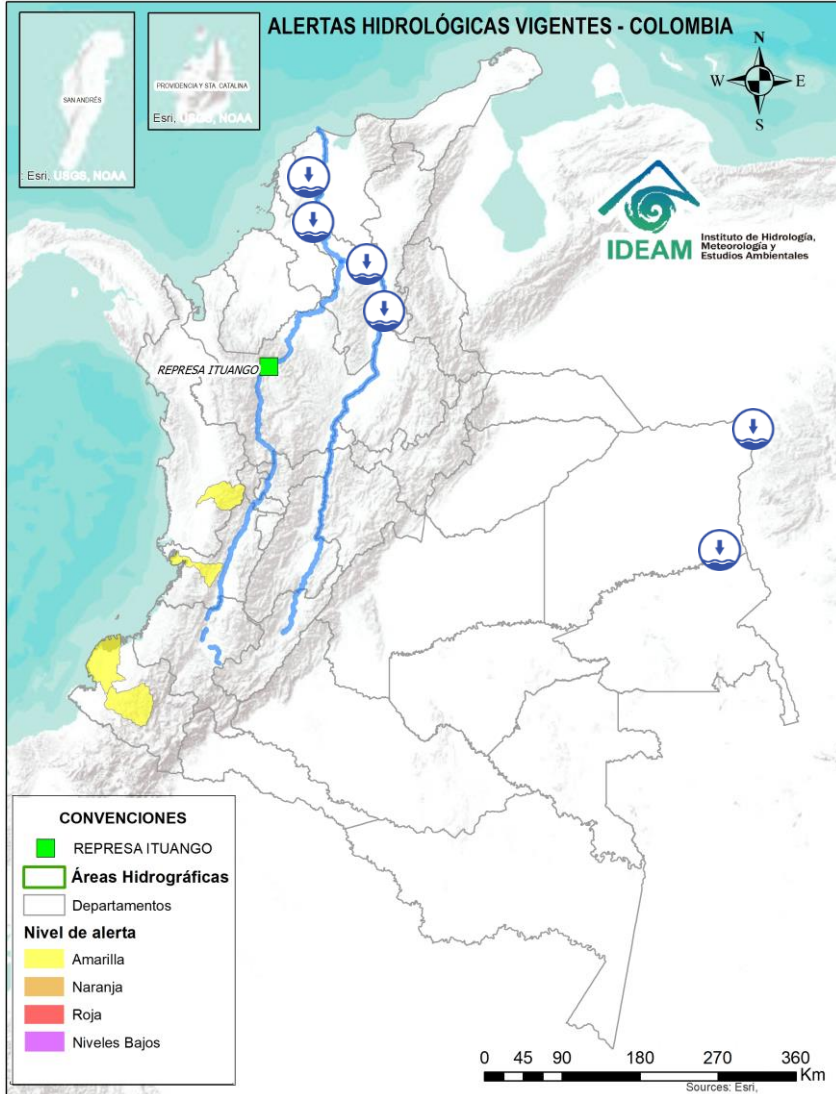 ALERTAS HIDROLÓGICAS VIGENTES - COLOMBIA
N
W
E
S
SAN ANDRÉS
Esri, USGS, NOAA
PROVIDENCIA Y STA. CATALINA
Esri, USGS, NOAA
IDEAM
Instituto de Hidrología,
Meteorología y
Estudios Ambientales
REPRESA ITUANGO
CONVENCIONES
REPRESA ITUANGO
Áreas Hidrográficas
Departamentos
Nivel de alerta
Amarilla
Naranja
Roja
Niveles Bajos
0 45 90 180 270 360
Km
Sources: Esri,